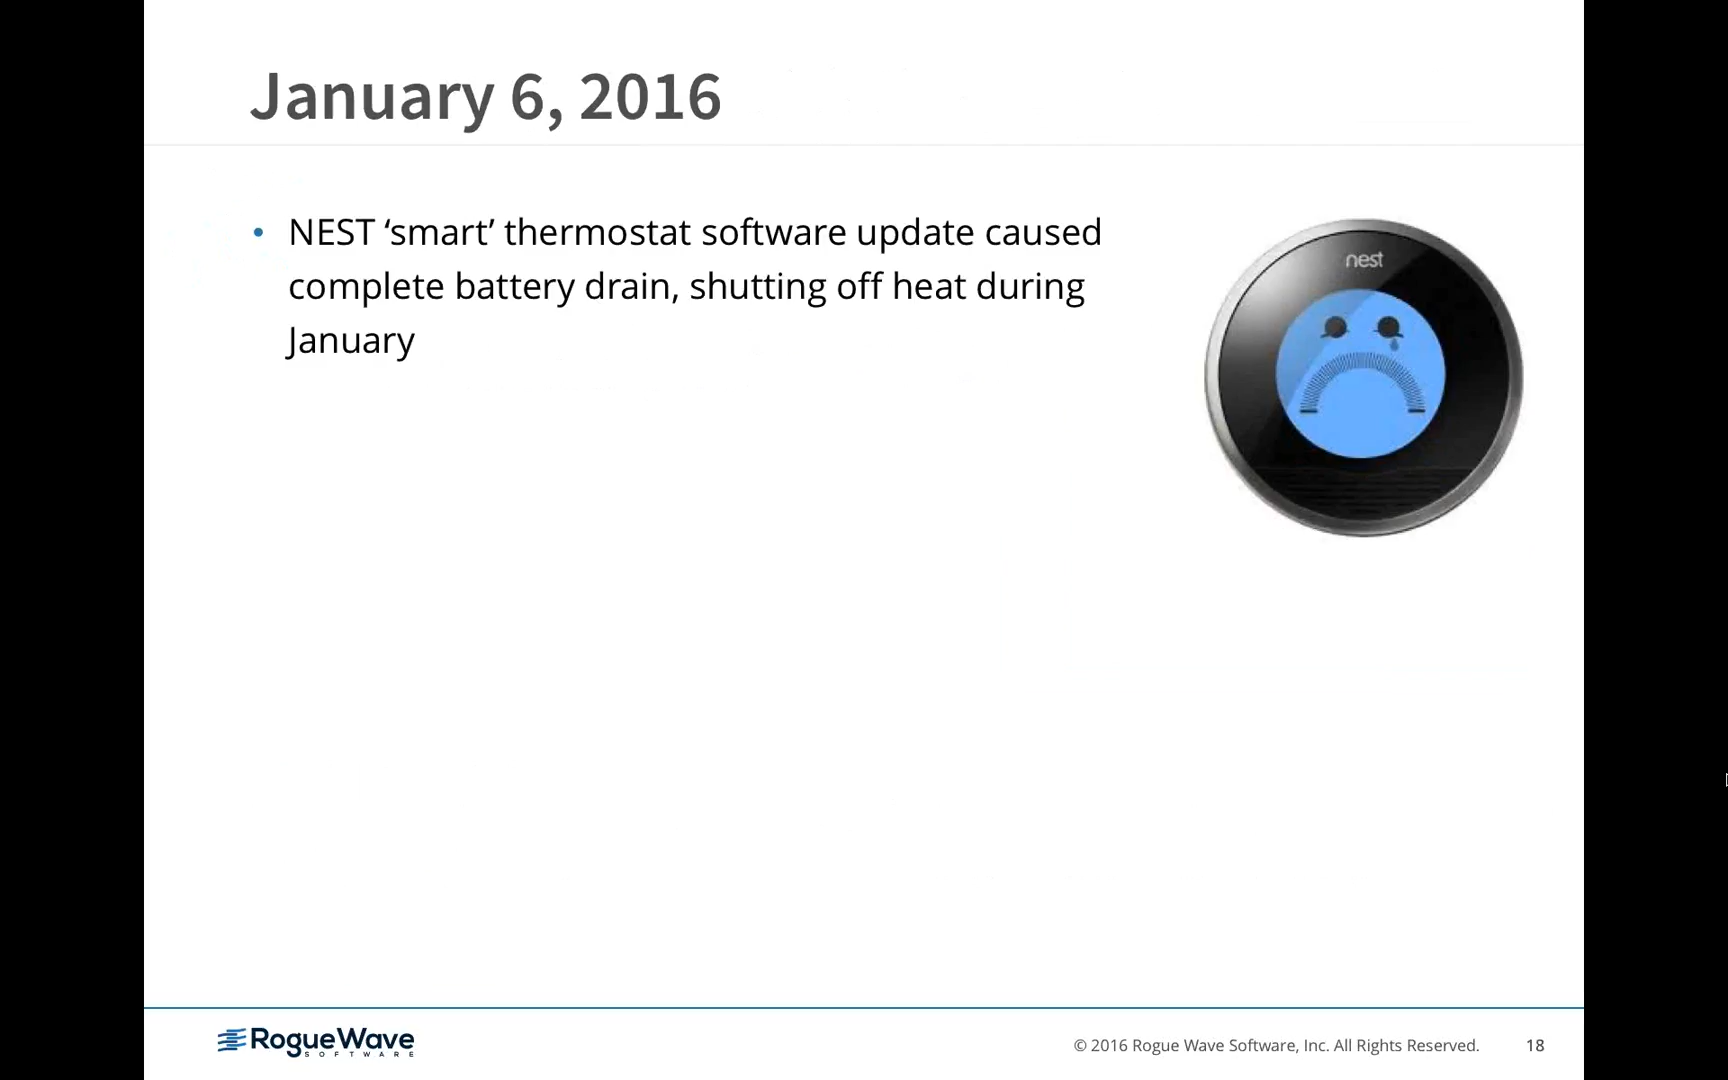 January 6, 2016
• NEST ‘smart’ thermostat software update caused
complete battery drain, shutting off heat during
January
nest
RogueWave
SOFTWARE
© 2016 Rogue Wave Software, Inc. All Rights Reserved.
18